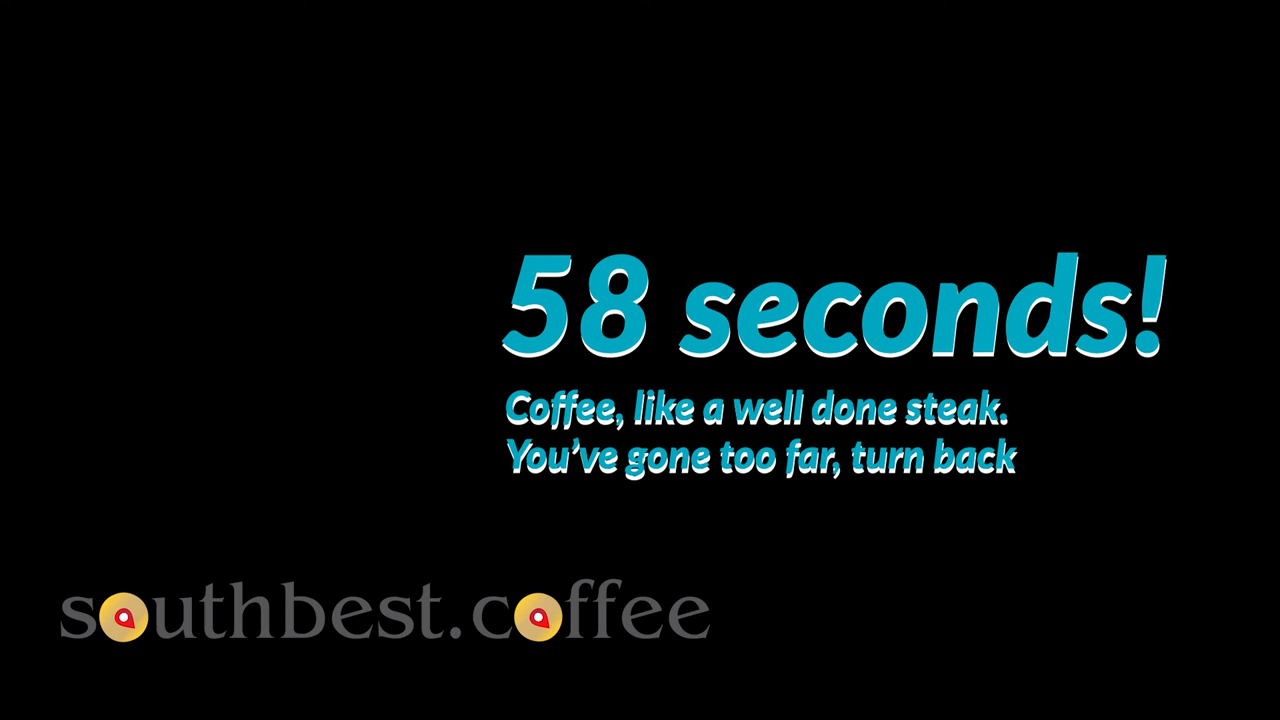 58 seconds!
Coffee, like a well done steak.
You’ve gone too far, turn back
southbest.coffee